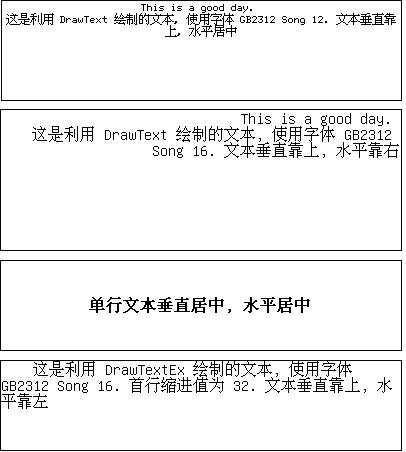 This is a good day.
这是利用 DrawText 绘制的文本, 使用字体 GB2312 Song 12. 文本垂直靠
上, 水平居中
This is a good day.
这是利用 DrawText 绘制的文本, 使用字体 GB2312
Song 16. 文本垂直靠上, 水平靠右
单行文本垂直居中, 水平居中
这是利用 DrawTextEx 绘制的文本, 使用字体
GB2312 Song 16. 首行缩进值为 32. 文本垂直靠上, 水
平靠左